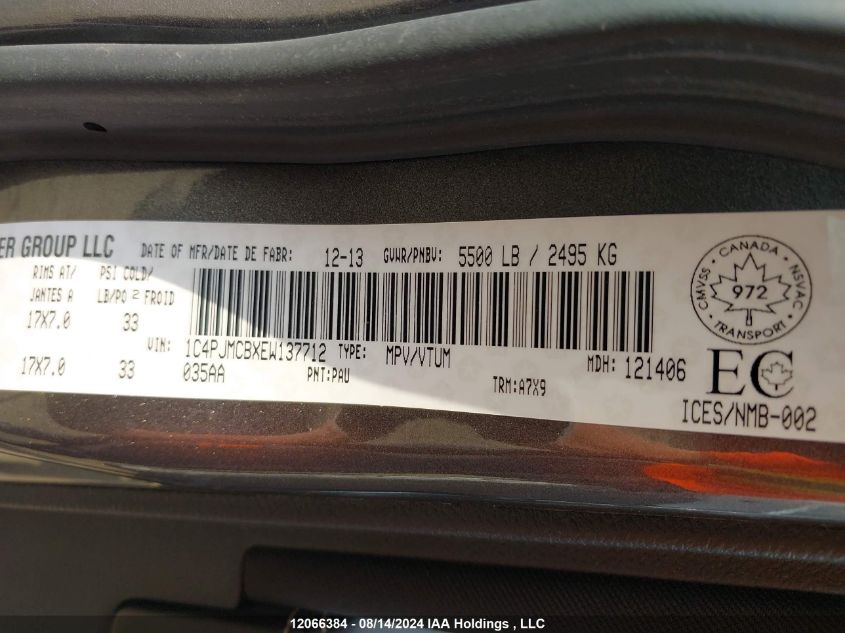 ER GROUP LLC DATE OF MFR/DATE DE FABR: 12-13 GVWR/PNBV: 5500 LB / 2495 KG
RIMS AT/ PSI COLD/
JANTES A LB/PO 2 FROID
17X7.0 33
VIN: 1C4PJMCBXEW137712 TYPE: MPV/VTUM MDH: 121406
17X7.0 33 035AA PNT:PAU TRM:A7X9
CANADA
CMVSS 972 NSVAC
TRANSPORT
EC
ICES/NMB-002
12066384 - 08/14/2024 IAA Holdings , LLC